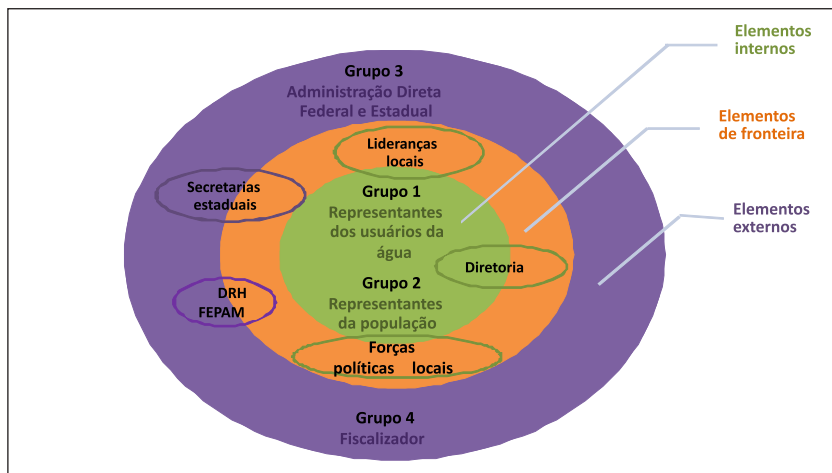 Elementos
internos
Grupo 3
Administração Direta
Federal e Estadual
Elementos
de fronteira
Lideranças
locais
Secretarias
estaduais
Grupo 1
Representantes
dos usuários da
água
Elementos
externos
Diretoria
Grupo 2
Representantes
da população
DRH
FEPAM
Forças
políticas locais
Grupo 4
Fiscalizador